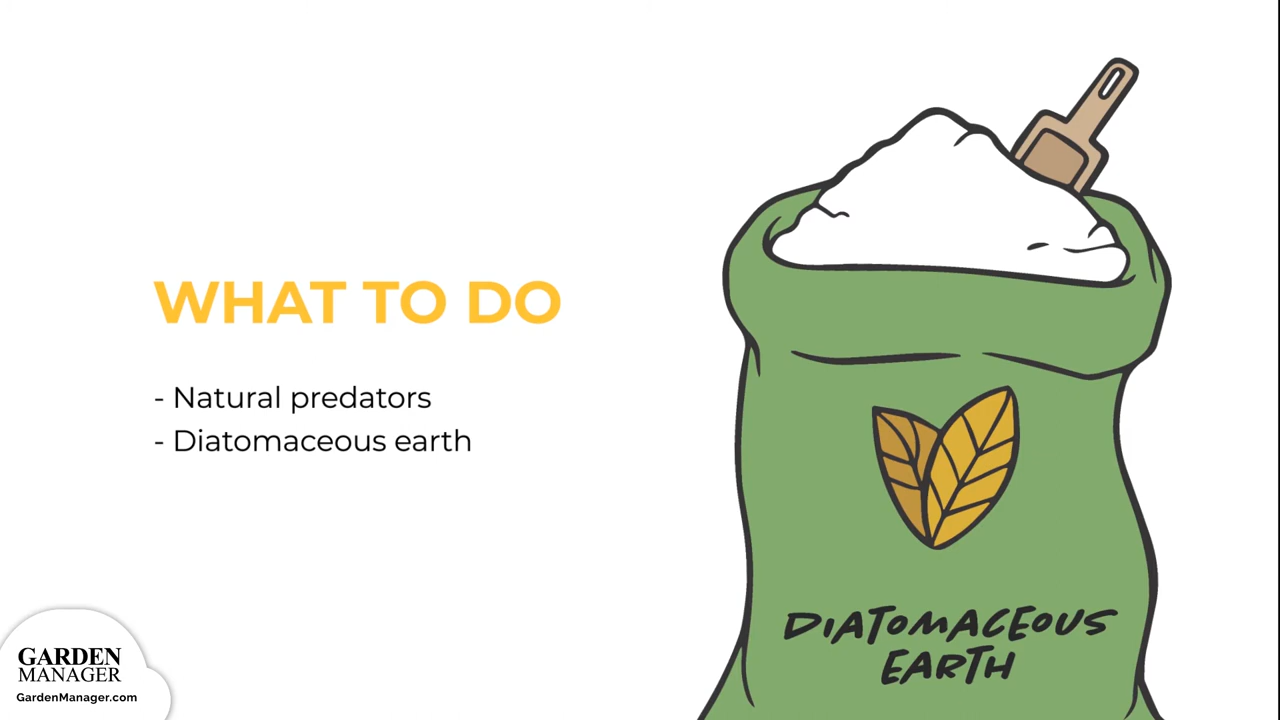 WHAT TO DO
- Natural predators
- Diatomaceous earth
DIATOMACEOUS
EARTH
GARDEN
MANAGER
GardenManager.com